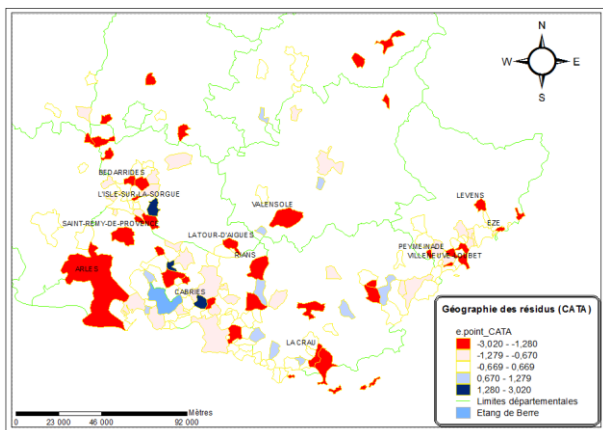 N
W E
S
BEDARRIDES
L'ISLE-SUR-LA-SORGUE
SAINT-REMY-DE-PROVENCE
VALENSOLE
LEVENS
EZE
LATOUR-D'AIGUES
RIANS
PEYMEINADE
VILLENEUVE-LOUBET
ARLES
CABRIES
LA CRAU
Géographie des résidus (CATA)
e.point_CATA
-3,020 - -1,280
-1,279 - -0,670
-0,669 - 0,669
0,670 - 1,279
1,280 - 3,020
Limites départementales
Etang de Berre
Mètres
0 23 000 46 000 92 000